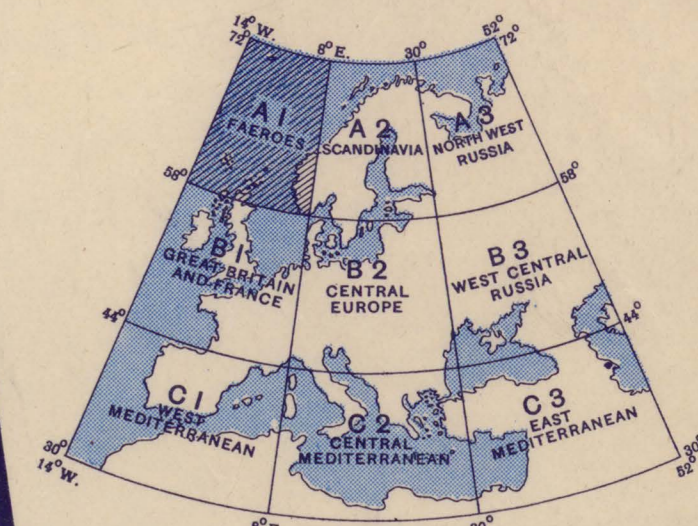 14° W.
72°
8° E.
30°
52°
72°
A 1
FAEROES
A 2
SCANDINAVIA
A 3
NORTH WEST
RUSSIA
58°
58°
B 1
GREAT BRITAIN
AND FRANCE
B 2
CENTRAL
EUROPE
B 3
WEST CENTRAL
RUSSIA
44°
44°
C 1
WEST
MEDITERRANEAN
C 2
CENTRAL
MEDITERRANEAN
C 3
EAST
MEDITERRANEAN
30°
14° W.
30°
52°